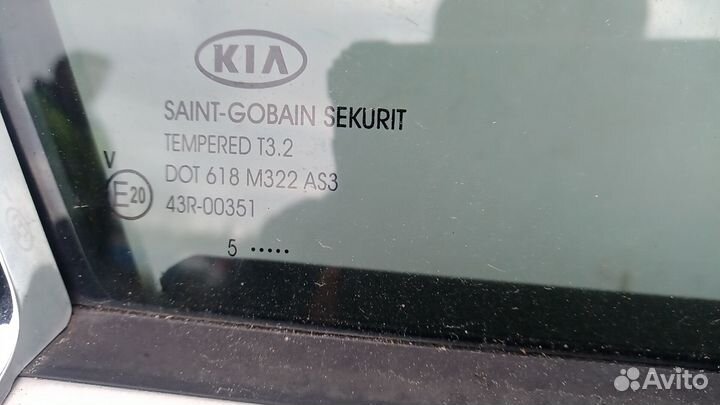 KIA
SAINT-GOBAIN SEKURIT
TEMPERED T3.2
DOT 618 M322 AS3
V
E20
43R-00351
5 •••••
Avito